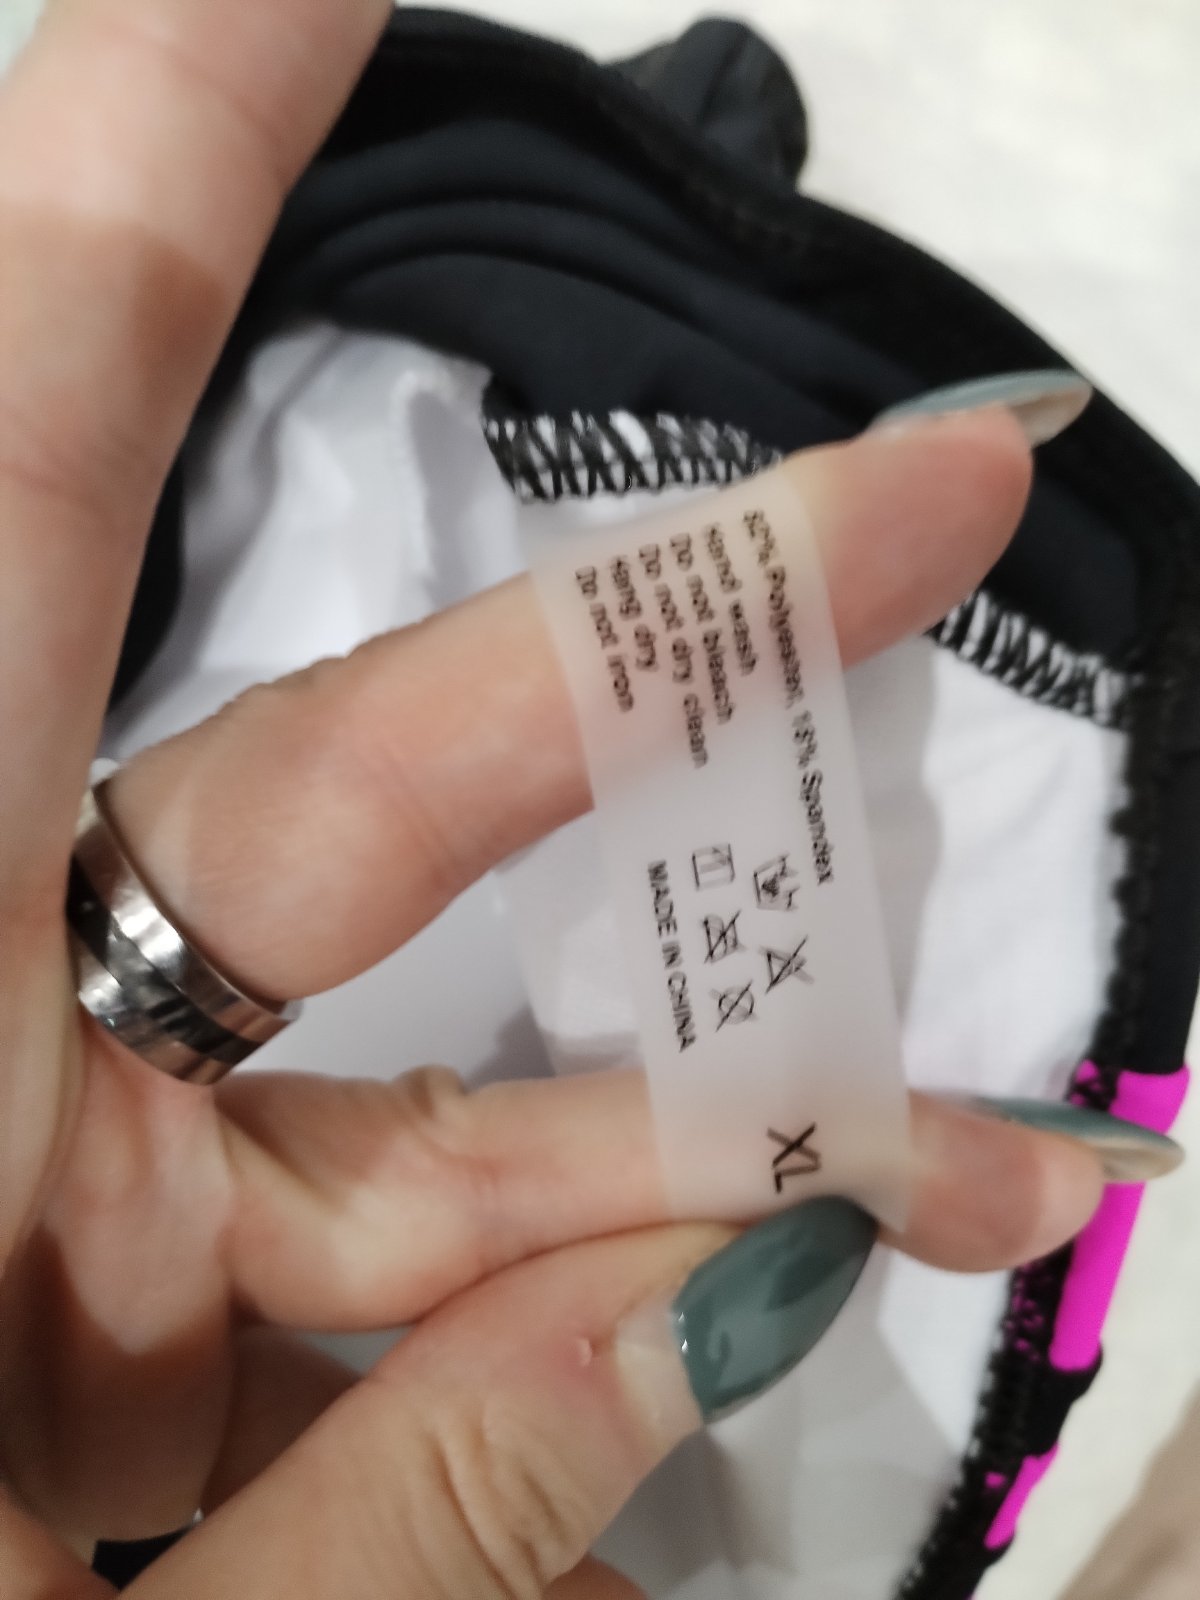 82% Polyester, 18% Spandex
Hand wash
Do not bleach
Do not dry clean
Hang dry
Do not iron
MADE IN CHINA
XL